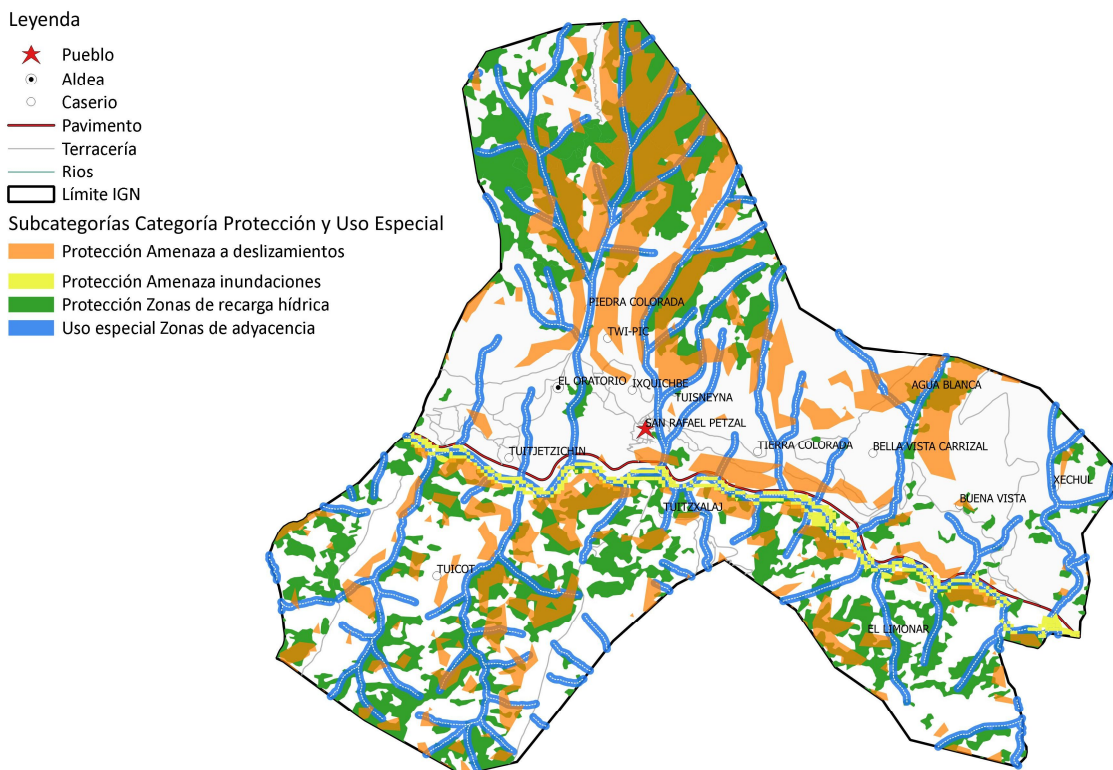 Leyenda
Pueblo
Aldea
Caserio
Pavimento
Terracería
Rios
Límite IGN
Subcategorías Categoría Protección y Uso Especial
Protección Amenaza a deslizamientos
Protección Amenaza inundaciones
Protección Zonas de recarga hídrica
Uso especial Zonas de adyacencia
PIEDRA COLORADA
TWI-PIC
EL ORATORIO
IXQUICHBE
TUISNEYNA
AGUA BLANCA
SAN RAFAEL PETZAL
TUITJETZICHIN
TIERRA COLORADA
BELLA VISTA CARRIZAL
XECHUL
BUENA VISTA
TUITZXALAJ
TUICOT
EL LIMONAR